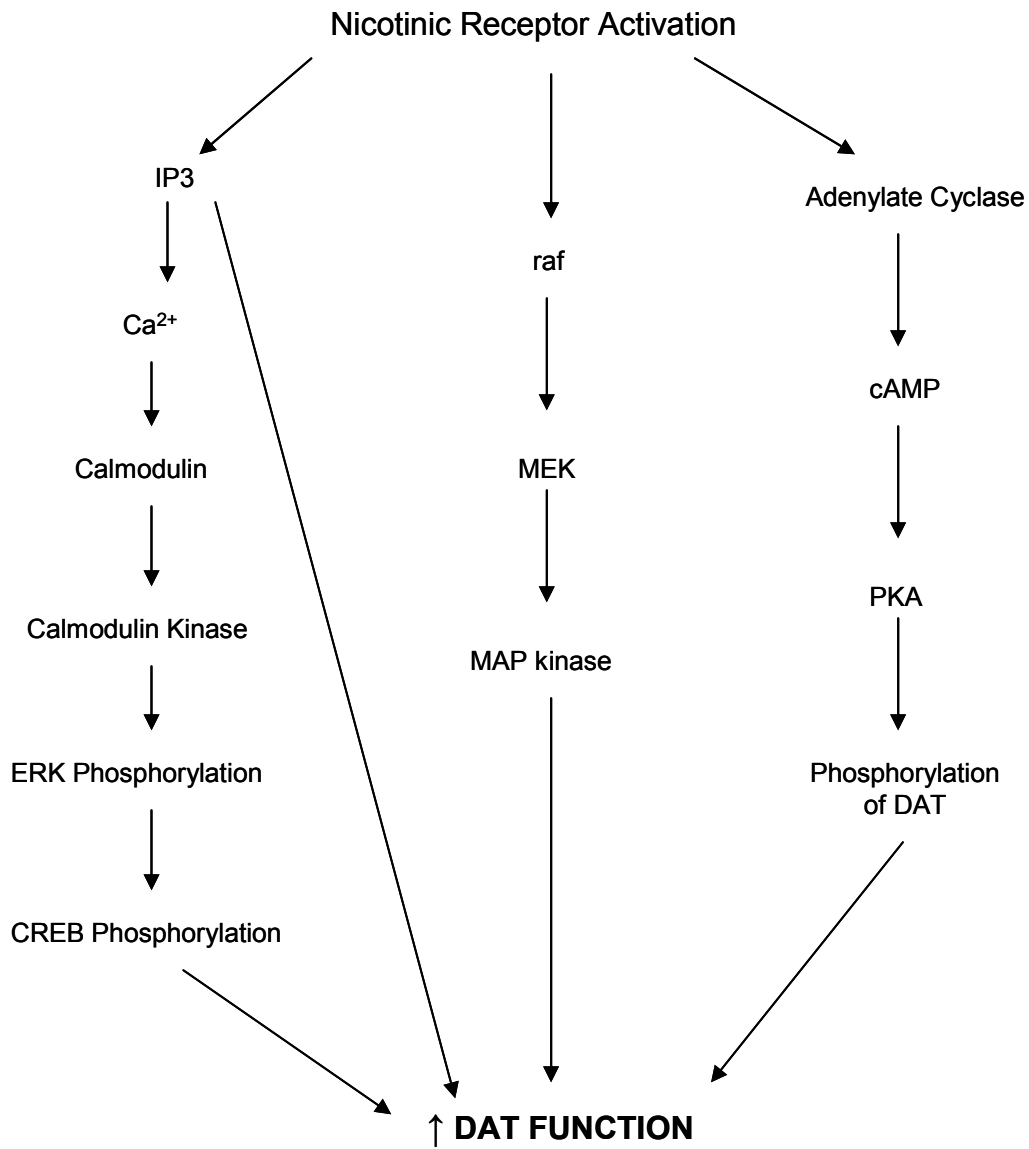 Nicotinic Receptor Activation
IP3
Adenylate Cyclase
raf
Ca²⁺
cAMP
Calmodulin
MEK
PKA
Calmodulin Kinase
MAP kinase
ERK Phosphorylation
Phosphorylation
of DAT
CREB Phosphorylation
↑ DAT FUNCTION